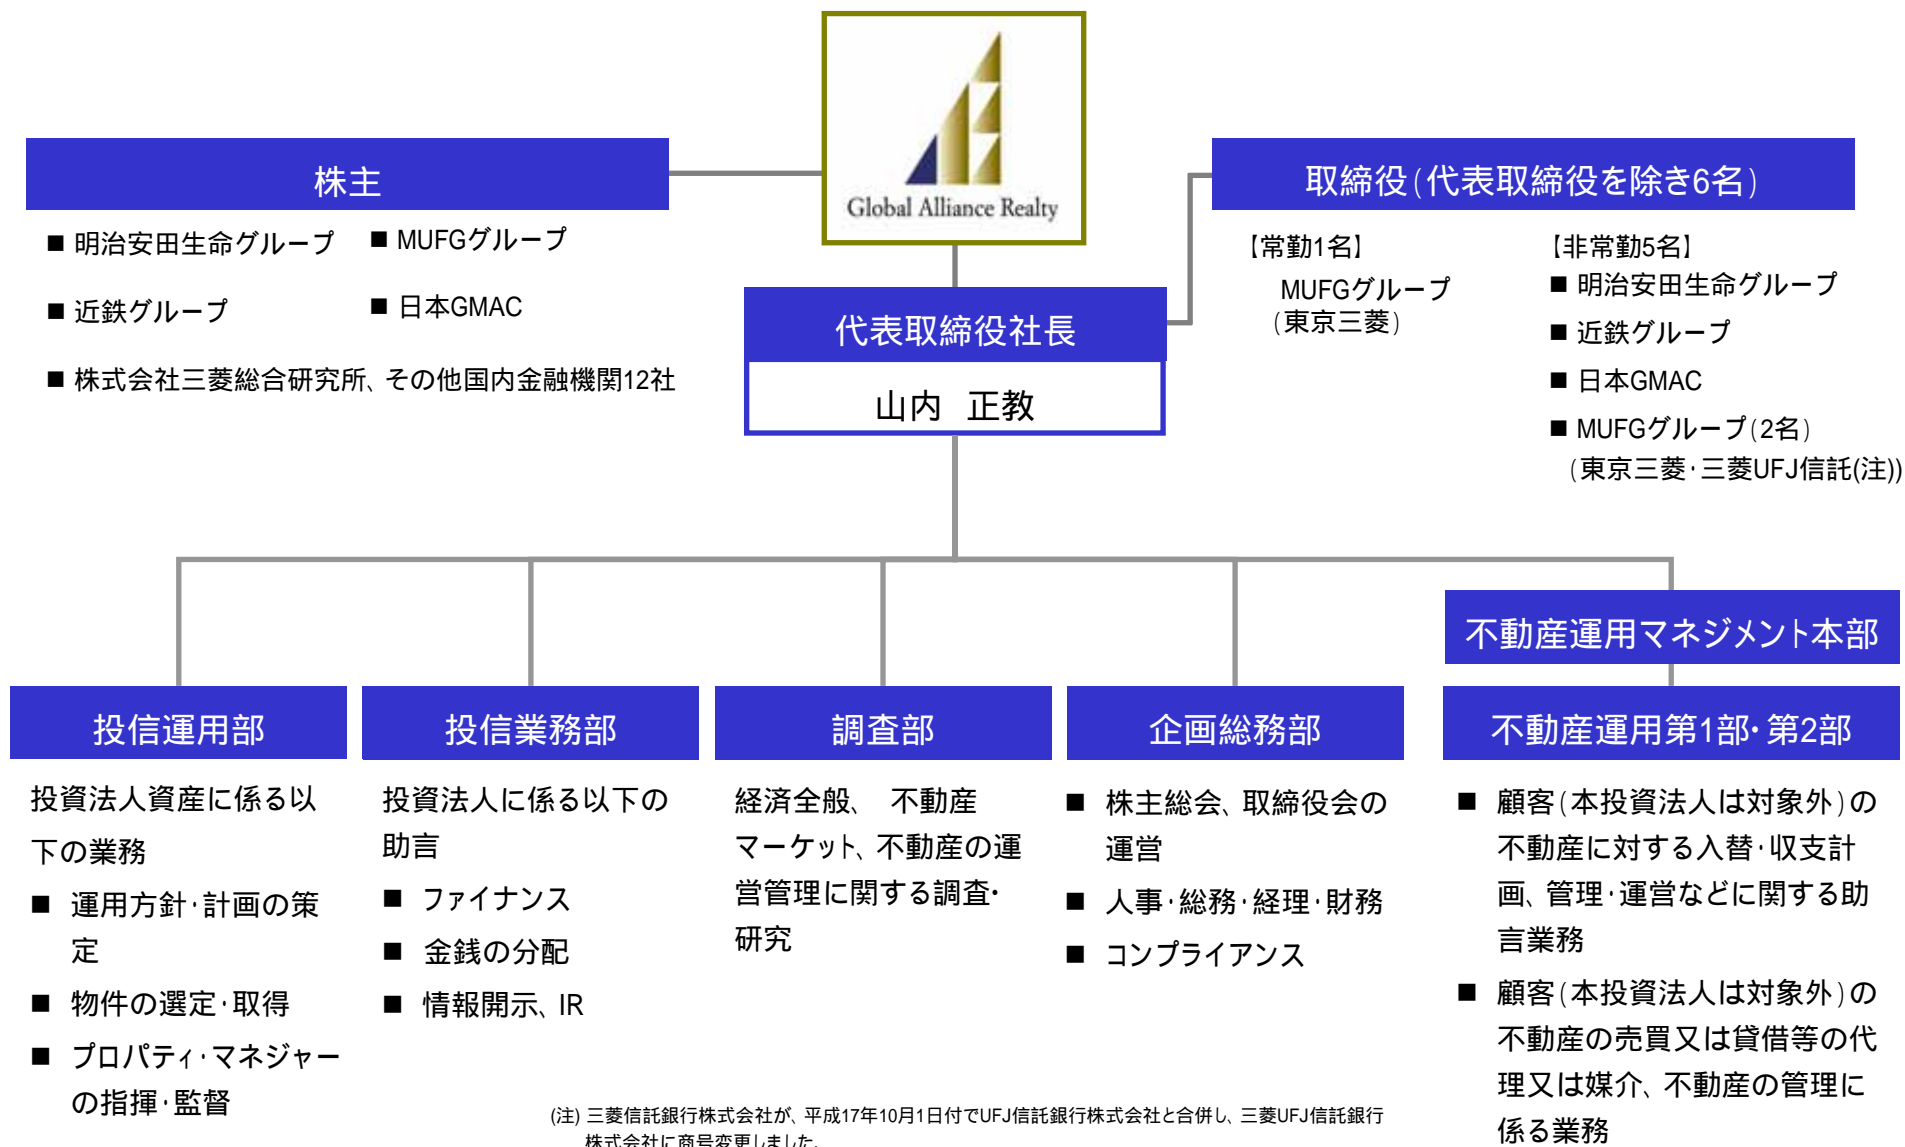 Global Alliance Realty
株主
■ 明治安田生命グループ
■ MUFGグループ
■ 近鉄グループ
■ 日本GMAC
■ 株式会社三菱総合研究所、その他国内金融機関12社
代表取締役社長
山内 正教
取締役(代表取締役を除き6名)
【常勤1名】
MUFGグループ
(東京三菱)
【非常勤5名】
■ 明治安田生命グループ
■ 近鉄グループ
■ 日本GMAC
■ MUFGグループ(2名)
(東京三菱・三菱UFJ信託(注))
不動産運用マネジメント本部
投信運用部
投資法人資産に係る以
下の業務
■ 運用方針・計画の策
定
■ 物件の選定・取得
■ プロパティ・マネジャー
の指揮・監督
投信業務部
投資法人に係る以下の
助言
■ ファイナンス
■ 金銭の分配
■ 情報開示、IR
調査部
経済全般、 不動産
マーケット、不動産の運
営管理に関する調査・
研究
企画総務部
■ 株主総会、取締役会の
運営
■ 人事・総務・経理・財務
■ コンプライアンス
不動産運用第1部・第2部
■ 顧客(本投資法人は対象外)の
不動産に対する入替・収支計
画、管理・運営などに関する助
言業務
■ 顧客(本投資法人は対象外)の
不動産の売買又は貸借等の代
理又は媒介、不動産の管理に
係る業務
(注) 三菱信託銀行株式会社が、平成17年10月1日付でUFJ信託銀行株式会社と合併し、三菱UFJ信託銀行
株式会社に商号変更しました。